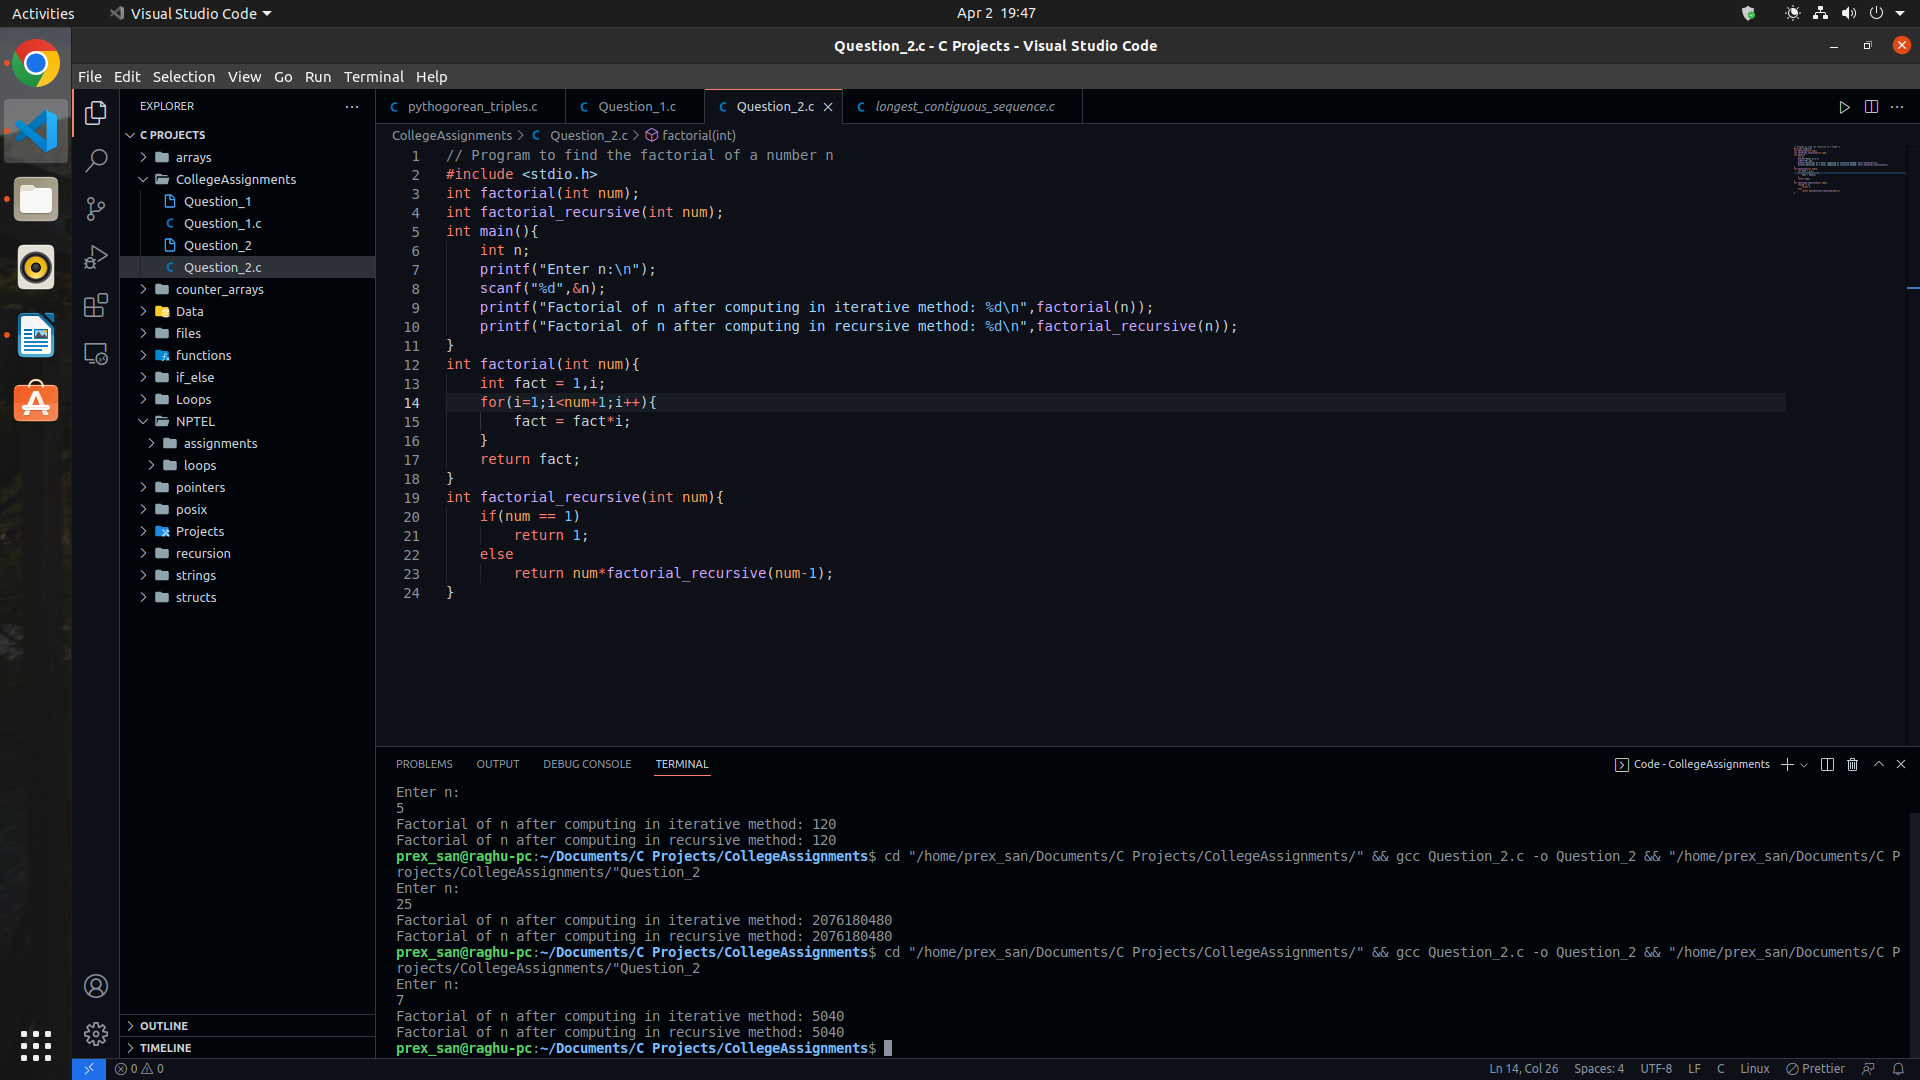 Activities
Visual Studio Code
Apr 2 19:47
Question_2.c - C Projects - Visual Studio Code
File Edit Selection View Go Run Terminal Help
EXPLORER
C PROJECTS
arrays
CollegeAssignments
Question_1
C Question_1.c
Question_2
C Question_2.c
counter_arrays
Data
files
functions
if_else
Loops
NPTEL
assignments
loops
pointers
posix
Projects
recursion
strings
structs
OUTLINE
TIMELINE
C pythogorean_triples.c
C Question_1.c
C Question_2.c
C longest_contiguous_sequence.c
CollegeAssignments > C Question_2.c > factorial(int)
1 // Program to find the factorial of a number n
2 #include <stdio.h>
3 int factorial(int num);
4 int factorial_recursive(int num);
5 int main(){
6 int n;
7 printf("Enter n:\n");
8 scanf("%d",&n);
9 printf("Factorial of n after computing in iterative method: %d\n",factorial(n));
10 printf("Factorial of n after computing in recursive method: %d\n",factorial_recursive(n));
11 }
12 int factorial(int num){
13 int fact = 1,i;
14 for(i=1;i<num+1;i++){
15 fact = fact*i;
16 }
17 return fact;
18 }
19 int factorial_recursive(int num){
20 if(num == 1)
21 return 1;
22 else
23 return num*factorial_recursive(num-1);
24 }
PROBLEMS OUTPUT DEBUG CONSOLE TERMINAL
Code - CollegeAssignments
Enter n:
5
Factorial of n after computing in iterative method: 120
Factorial of n after computing in recursive method: 120
prex_san@raghu-pc:~/Documents/C Projects/CollegeAssignments$ cd "/home/prex_san/Documents/C Projects/CollegeAssignments/" && gcc Question_2.c -o Question_2 && "/home/prex_san/Documents/C P
rojects/CollegeAssignments/"Question_2
Enter n:
25
Factorial of n after computing in iterative method: 2076180480
Factorial of n after computing in recursive method: 2076180480
prex_san@raghu-pc:~/Documents/C Projects/CollegeAssignments$ cd "/home/prex_san/Documents/C Projects/CollegeAssignments/" && gcc Question_2.c -o Question_2 && "/home/prex_san/Documents/C P
rojects/CollegeAssignments/"Question_2
Enter n:
7
Factorial of n after computing in iterative method: 5040
Factorial of n after computing in recursive method: 5040
prex_san@raghu-pc:~/Documents/C Projects/CollegeAssignments$
0 0
Ln 14, Col 26 Spaces: 4 UTF-8 LF C Linux Prettier